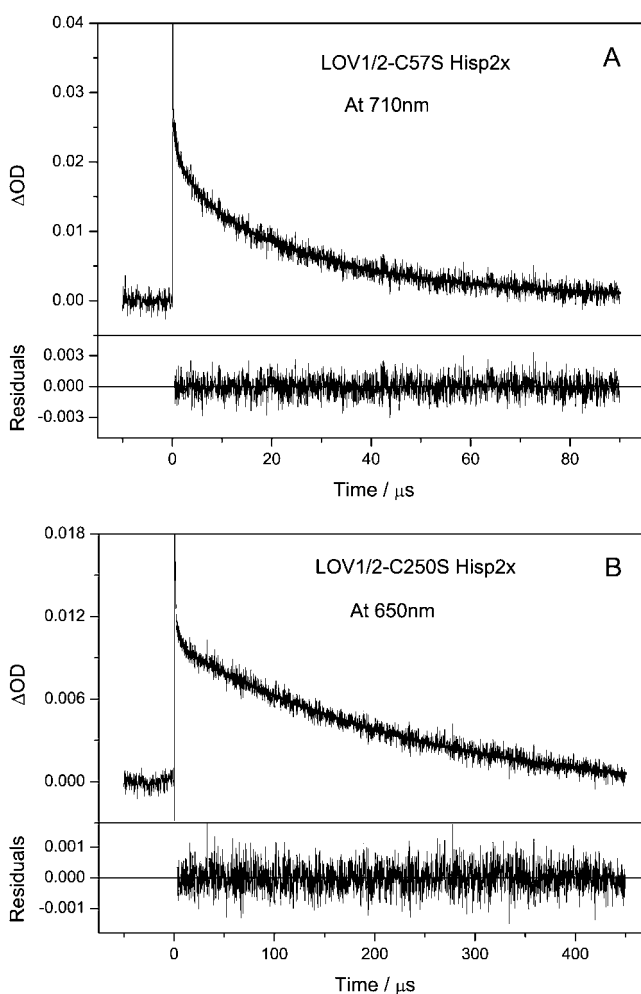 0.04
LOV1/2-C57S Hisp2x
A
At 710nm
0.03
0.02
0.01
0.00
ΔOD
0.003
0.000
-0.003
Residuals
0
20
40
60
80
Time / μs
0.018
LOV1/2-C250S Hisp2x
B
At 650nm
0.012
0.006
0.000
ΔOD
0.001
0.000
-0.001
Residuals
0
100
200
300
400
Time / μs